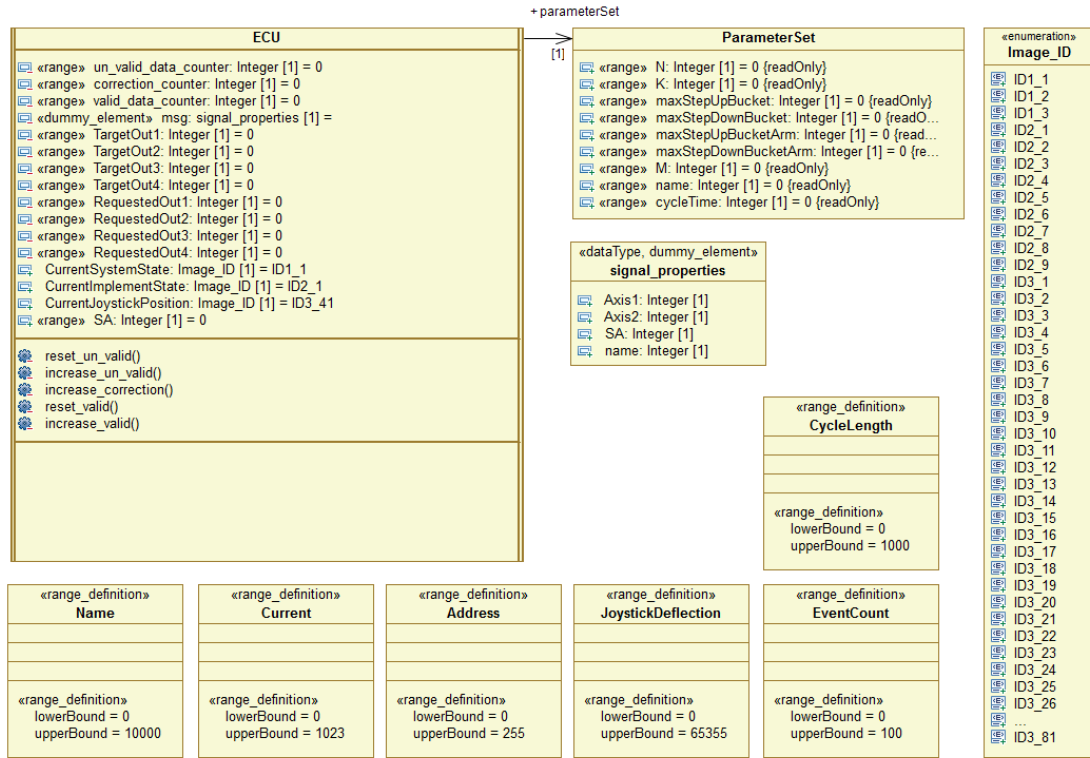 + parameterSet
[1]
ECU
«range» un_valid_data_counter: Integer [1] = 0
«range» correction_counter: Integer [1] = 0
«range» valid_data_counter: Integer [1] = 0
«dummy_element» msg: signal_properties [1] =
«range» TargetOut1: Integer [1] = 0
«range» TargetOut2: Integer [1] = 0
«range» TargetOut3: Integer [1] = 0
«range» TargetOut4: Integer [1] = 0
«range» RequestedOut1: Integer [1] = 0
«range» RequestedOut2: Integer [1] = 0
«range» RequestedOut3: Integer [1] = 0
«range» RequestedOut4: Integer [1] = 0
CurrentSystemState: Image_ID [1] = ID1_1
CurrentImplementState: Image_ID [1] = ID2_1
CurrentJoystickPosition: Image_ID [1] = ID3_41
«range» SA: Integer [1] = 0
reset_un_valid()
increase_un_valid()
increase_correction()
reset_valid()
increase_valid()
ParameterSet
«range» N: Integer [1] = 0 {readOnly}
«range» K: Integer [1] = 0 {readOnly}
«range» maxStepUpBucket: Integer [1] = 0 {readOnly}
«range» maxStepDownBucket: Integer [1] = 0 {readO...
«range» maxStepUpBucketArm: Integer [1] = 0 {read...
«range» maxStepDownBucketArm: Integer [1] = 0 {re...
«range» M: Integer [1] = 0 {readOnly}
«range» name: Integer [1] = 0 {readOnly}
«range» cycleTime: Integer [1] = 0 {readOnly}
«dataType, dummy_element»
signal_properties
Axis1: Integer [1]
Axis2: Integer [1]
SA: Integer [1]
name: Integer [1]
«range_definition»
CycleLength
«range_definition»
lowerBound = 0
upperBound = 1000
«enumeration»
Image_ID
ID1_1
ID1_2
ID1_3
ID2_1
ID2_2
ID2_3
ID2_4
ID2_5
ID2_6
ID2_7
ID2_8
ID2_9
ID3_1
ID3_2
ID3_3
ID3_4
ID3_5
ID3_6
ID3_7
ID3_8
ID3_9
ID3_10
ID3_11
ID3_12
ID3_13
ID3_14
ID3_15
ID3_16
ID3_17
ID3_18
ID3_19
ID3_20
ID3_21
ID3_22
ID3_23
ID3_24
ID3_25
ID3_26
...
ID3_81
«range_definition»
Name
«range_definition»
lowerBound = 0
upperBound = 10000
«range_definition»
Current
«range_definition»
lowerBound = 0
upperBound = 1023
«range_definition»
Address
«range_definition»
lowerBound = 0
upperBound = 255
«range_definition»
JoystickDeflection
«range_definition»
lowerBound = 0
upperBound = 65355
«range_definition»
EventCount
«range_definition»
lowerBound = 0
upperBound = 100